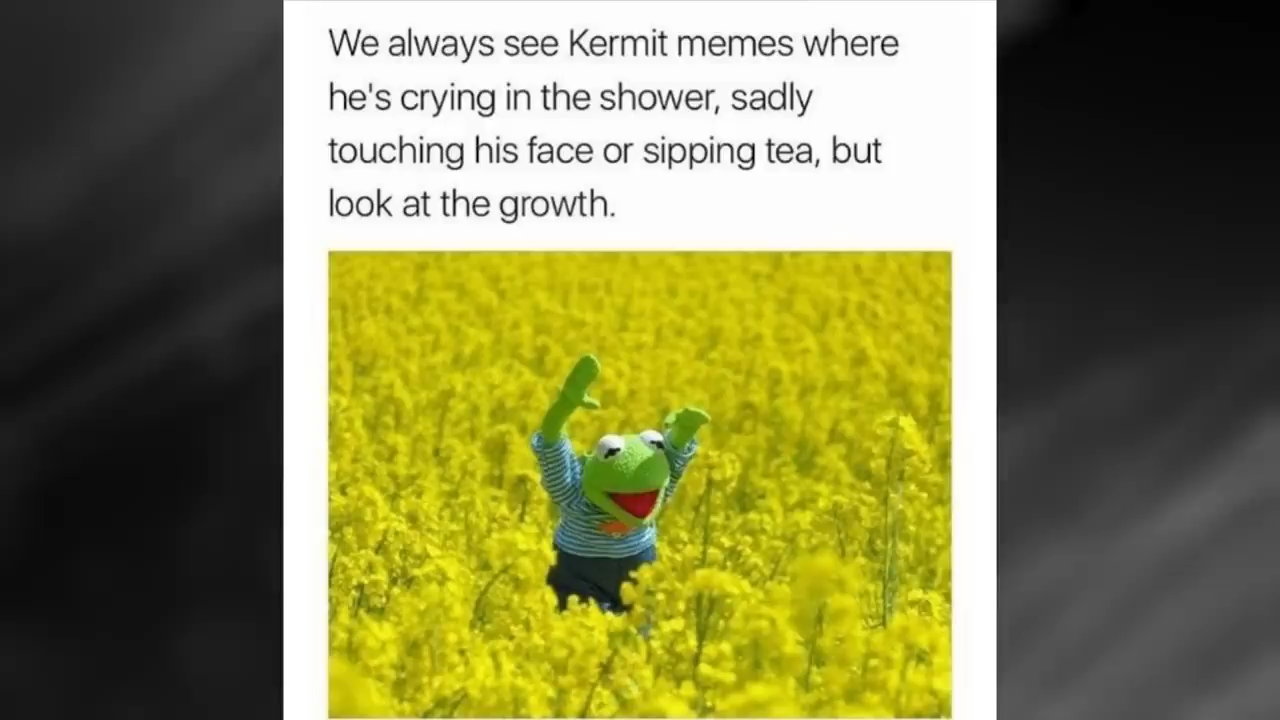 We always see Kermit memes where
he's crying in the shower, sadly
touching his face or sipping tea, but
look at the growth.